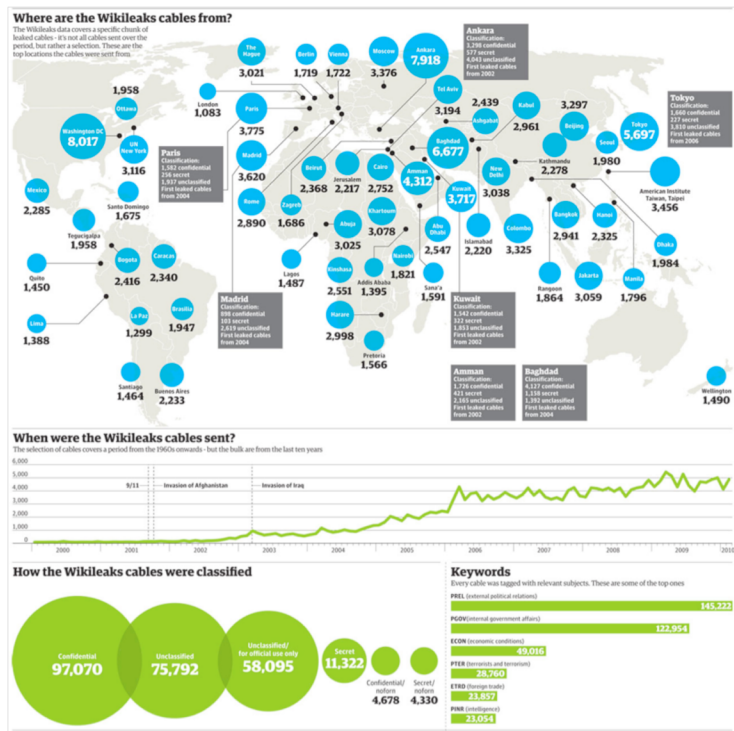 Where are the Wikileaks cables from?
The Wikileaks data covers a specific chunk of
leaked cables - it's not all cables sent over the
period, but rather a selection. These are the
top locations the cables were sent from
The
Hague
3,021
Berlin
1,719
Vienna
1,722
Moscow
3,376
Ankara
7,918
Ankara
Classification:
3,298 confidential
577 secret
4,043 unclassified
First leaked cables
from 2002
1,958
Ottawa
London
1,083
Tel Aviv
3,194
2,439
Ashgabat
Kabul
2,961
3,297
Beijing
Tokyo
Classification:
1,660 confidential
227 secret
3,810 unclassified
First leaked cables
from 2006
Washington DC
8,017
UN
New York
3,116
Paris
3,775
Paris
Classification:
1,582 confidential
256 secret
1,937 unclassified
First leaked cables
from 2004
Madrid
3,620
Baghdad
6,677
Tokyo
5,697
Seoul
1,980
Kathmandu
2,278
Mexico
2,285
Santo Domingo
1,675
Rome
2,890
Zagreb
1,686
Beirut
2,368
Jerusalem
2,217
Cairo
2,752
Amman
4,312
Kuwait
3,717
New
Delhi
3,038
American Institute
Taiwan, Taipei
3,456
Tegucigalpa
1,958
Abuja
3,025
Khartoum
3,078
Abu
Dhabi
2,547
Islamabad
2,220
Colombo
3,325
Bangkok
2,941
Hanoi
2,325
Dhaka
1,984
Quito
1,450
Bogota
2,416
Caracas
2,340
Lagos
1,487
Kinshasa
2,551
Addis Ababa
1,395
Nairobi
1,821
Sana'a
1,591
Rangoon
1,864
Jakarta
3,059
Manila
1,796
Lima
1,388
La Paz
1,299
Brasilia
1,947
Madrid
Classification:
898 confidential
103 secret
2,619 unclassified
First leaked cables
from 2004
Harare
2,998
Pretoria
1,566
Kuwait
Classification:
1,542 confidential
322 secret
1,853 unclassified
First leaked cables
from 2002
Santiago
1,464
Buenos Aires
2,233
Amman
Classification:
1,726 confidential
421 secret
2,165 unclassified
First leaked cables
from 2002
Baghdad
Classification:
4,127 confidential
1,158 secret
1,392 unclassified
First leaked cables
from 2004
Wellington
1,490
When were the Wikileaks cables sent?
The selection of cables covers a period from the 1960s onwards - but the bulk are from the last ten years
6,000
5,000
4,000
3,000
2,000
1,000
0
9/11
Invasion of Afghanistan
Invasion of Iraq
2000 2001 2002 2003 2004 2005 2006 2007 2008 2009 2010
How the Wikileaks cables were classified
Confidential
97,070
Unclassified
75,792
Unclassified/
for official use only
58,095
Secret
11,322
Confidential/
noforn
4,678
Secret/
noforn
4,330
Keywords
Every cable was tagged with relevant subjects. These are some of the top ones
PREL (external political relations)
145,222
PGOV(internal government affairs)
122,954
ECON (economic conditions)
49,016
PTER (terrorists and terrorism)
28,760
ETRD (foreign trade)
23,857
PINR (intelligence)
23,054